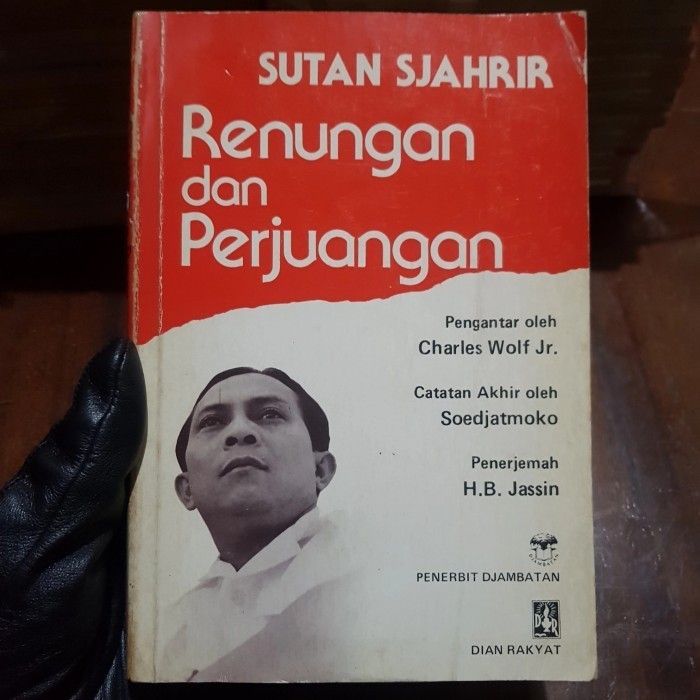 SUTAN SJAHRIR
Renungan
dan
Perjuangan
Pengantar oleh
Charles Wolf Jr.
Catatan Akhir oleh
Soedjatmoko
Penerjemah
H.B. Jassin
DJAMBATAN
PENERBIT DJAMBATAN
D R
DIAN RAKYAT